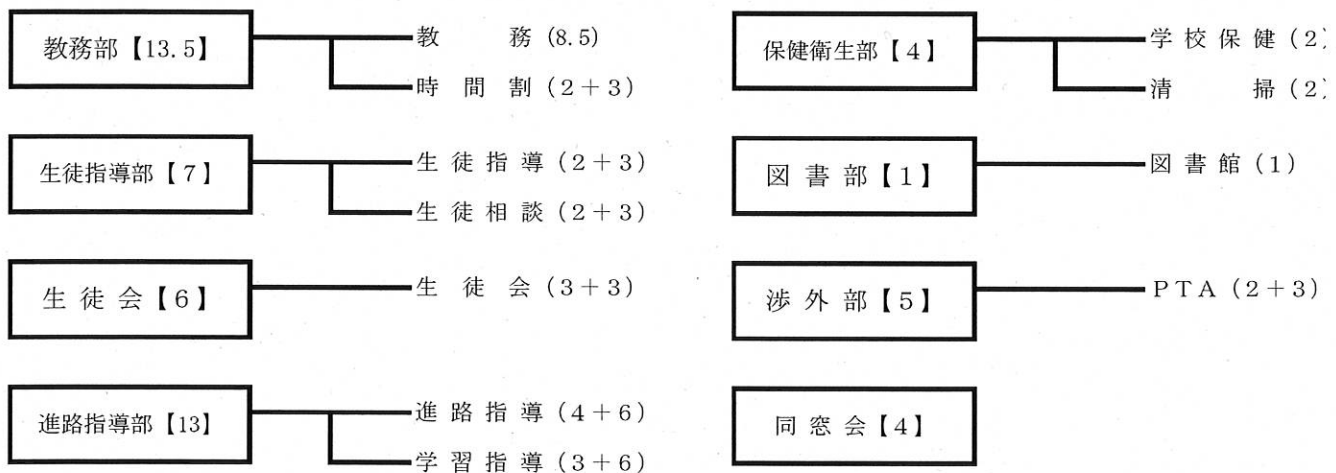 教務部【13.5】
教務 (8.5)
時間割 (2+3)
生徒指導部【7】
生徒指導 (2+3)
生徒相談 (2+3)
生徒会【6】
生徒会 (3+3)
進路指導部【13】
進路指導 (4+6)
学習指導 (3+6)
保健衛生部【4】
学校保健 (2)
清掃 (2)
図書部【1】
図書館 (1)
渉外部【5】
PTA (2+3)
同窓会【4】